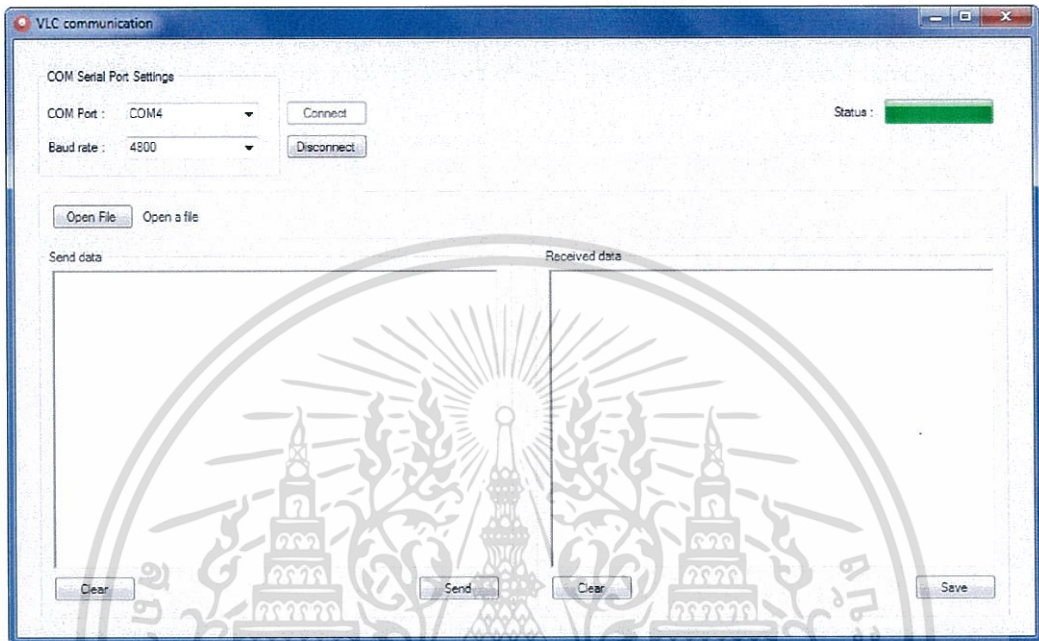 VLC communication
COM Serial Port Settings
COM Port : COM4
Connect
Status :
Baud rate : 4800
Disconnect
Open File
Open a file
Send data
Received data
Clear
Send
Clear
Save